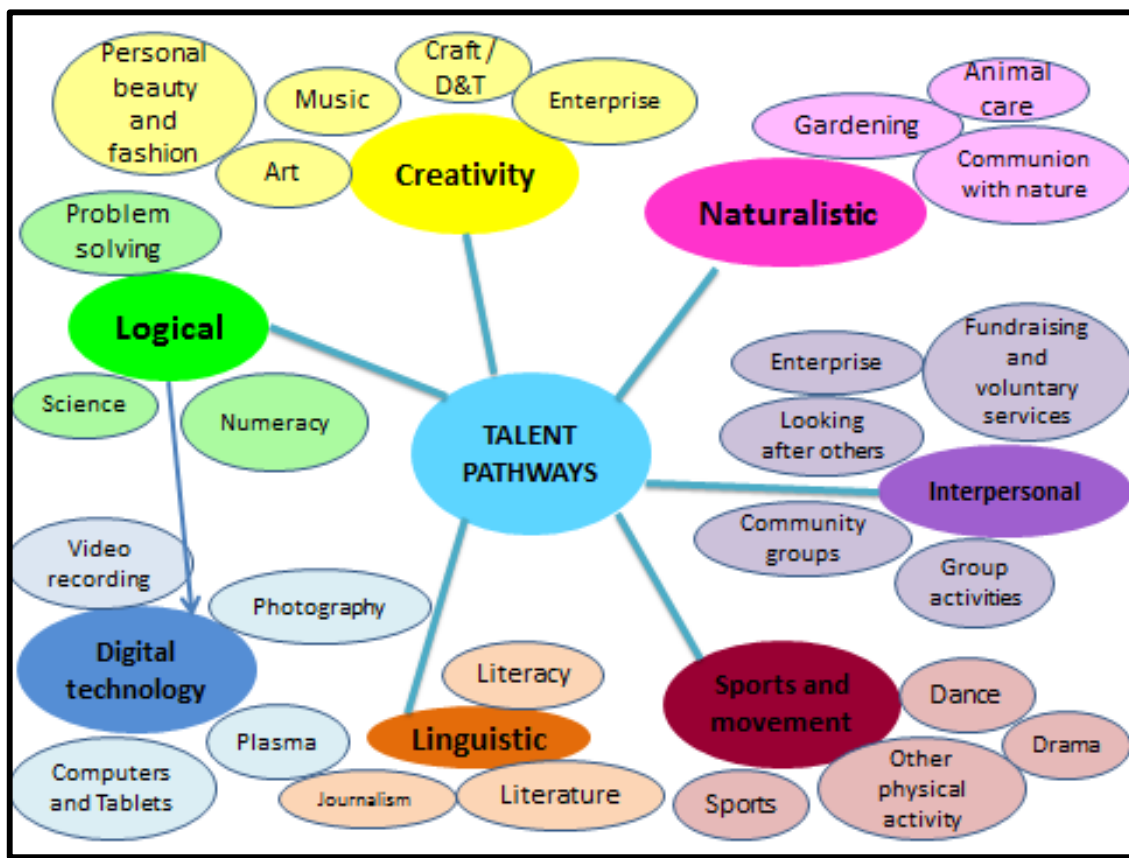 Personal
beauty
and
fashion
Music
Craft /
D&T
Enterprise
Art
Creativity
Animal
care
Gardening
Communion
with nature
Naturalistic
Problem
solving
Logical
Science
Numeracy
TALENT
PATHWAYS
Enterprise
Fundraising
and
voluntary
services
Looking
after others
Interpersonal
Community
groups
Group
activities
Video
recording
Photography
Digital
technology
Plasma
Computers
and Tablets
Literacy
Linguistic
Journalism
Literature
Sports and
movement
Dance
Drama
Other
physical
activity
Sports